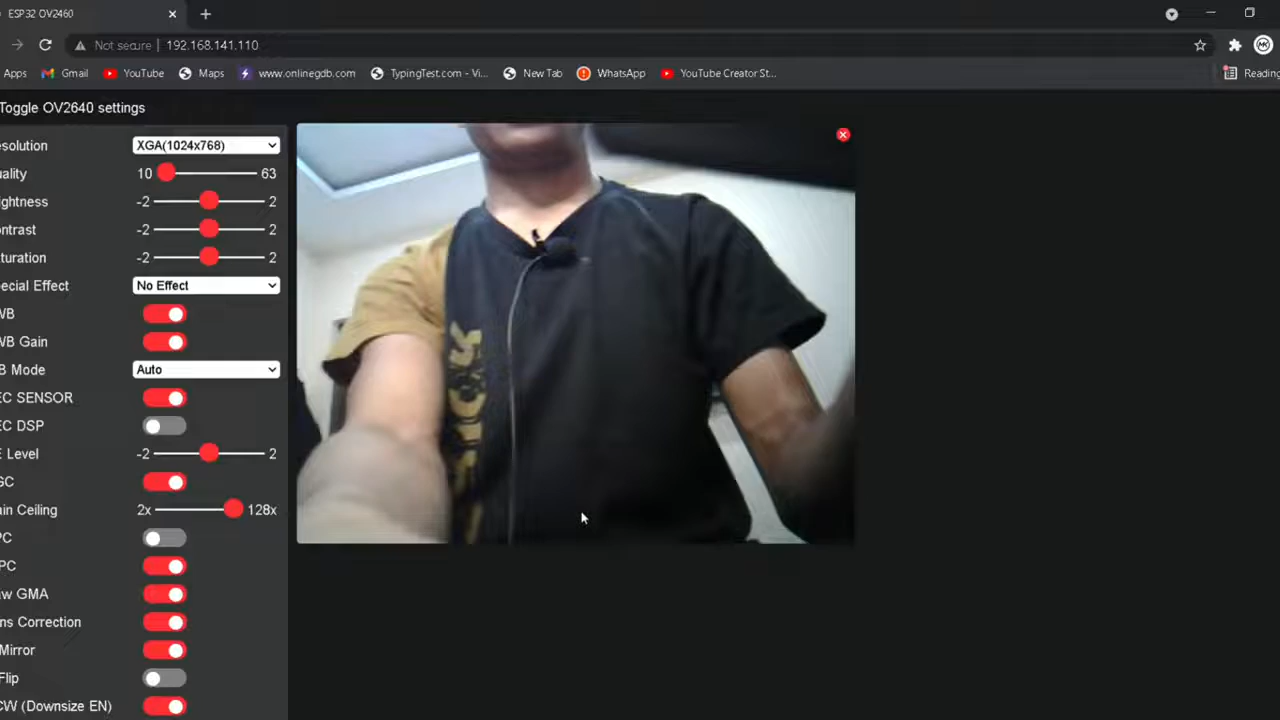 ESP32 OV2460
Not secure | 192.168.141.110
Apps Gmail YouTube Maps www.onlinegdb.com TypingTest.com - Vi... New Tab WhatsApp YouTube Creator St... Reading
Toggle OV2640 settings
esolution XGA(1024x768)
uality 10 63
ightness -2 2
ontrast -2 2
turation -2 2
pecial Effect No Effect
WB
WB Gain
B Mode Auto
EC SENSOR
EC DSP
E Level -2 2
GC
ain Ceiling 2x 128x
PC
PC
aw GMA
ns Correction
Mirror
Flip
CW (Downsize EN)